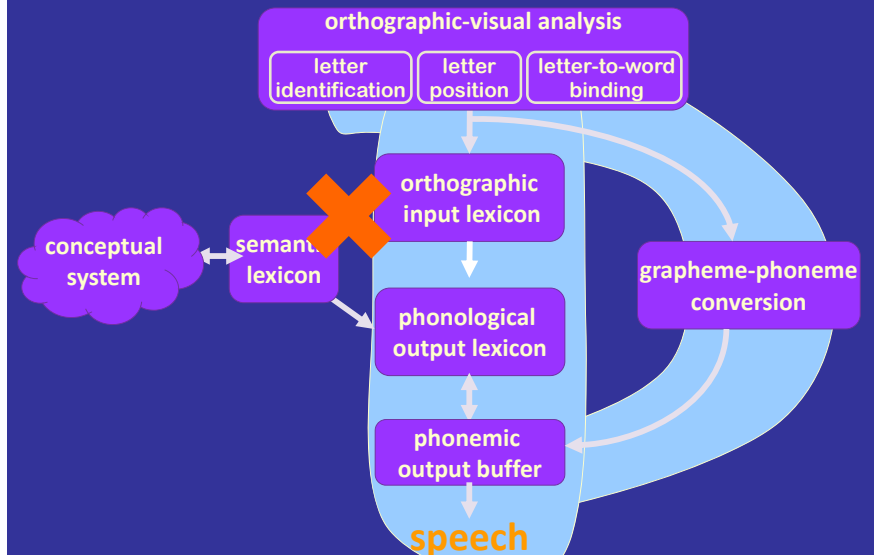 orthographic-visual analysis
letter
identification
letter
position
letter-to-word
binding
orthographic
input lexicon
conceptual
system
semanti
lexicon
grapheme-phoneme
conversion
phonological
output lexicon
phonemic
output buffer
speech